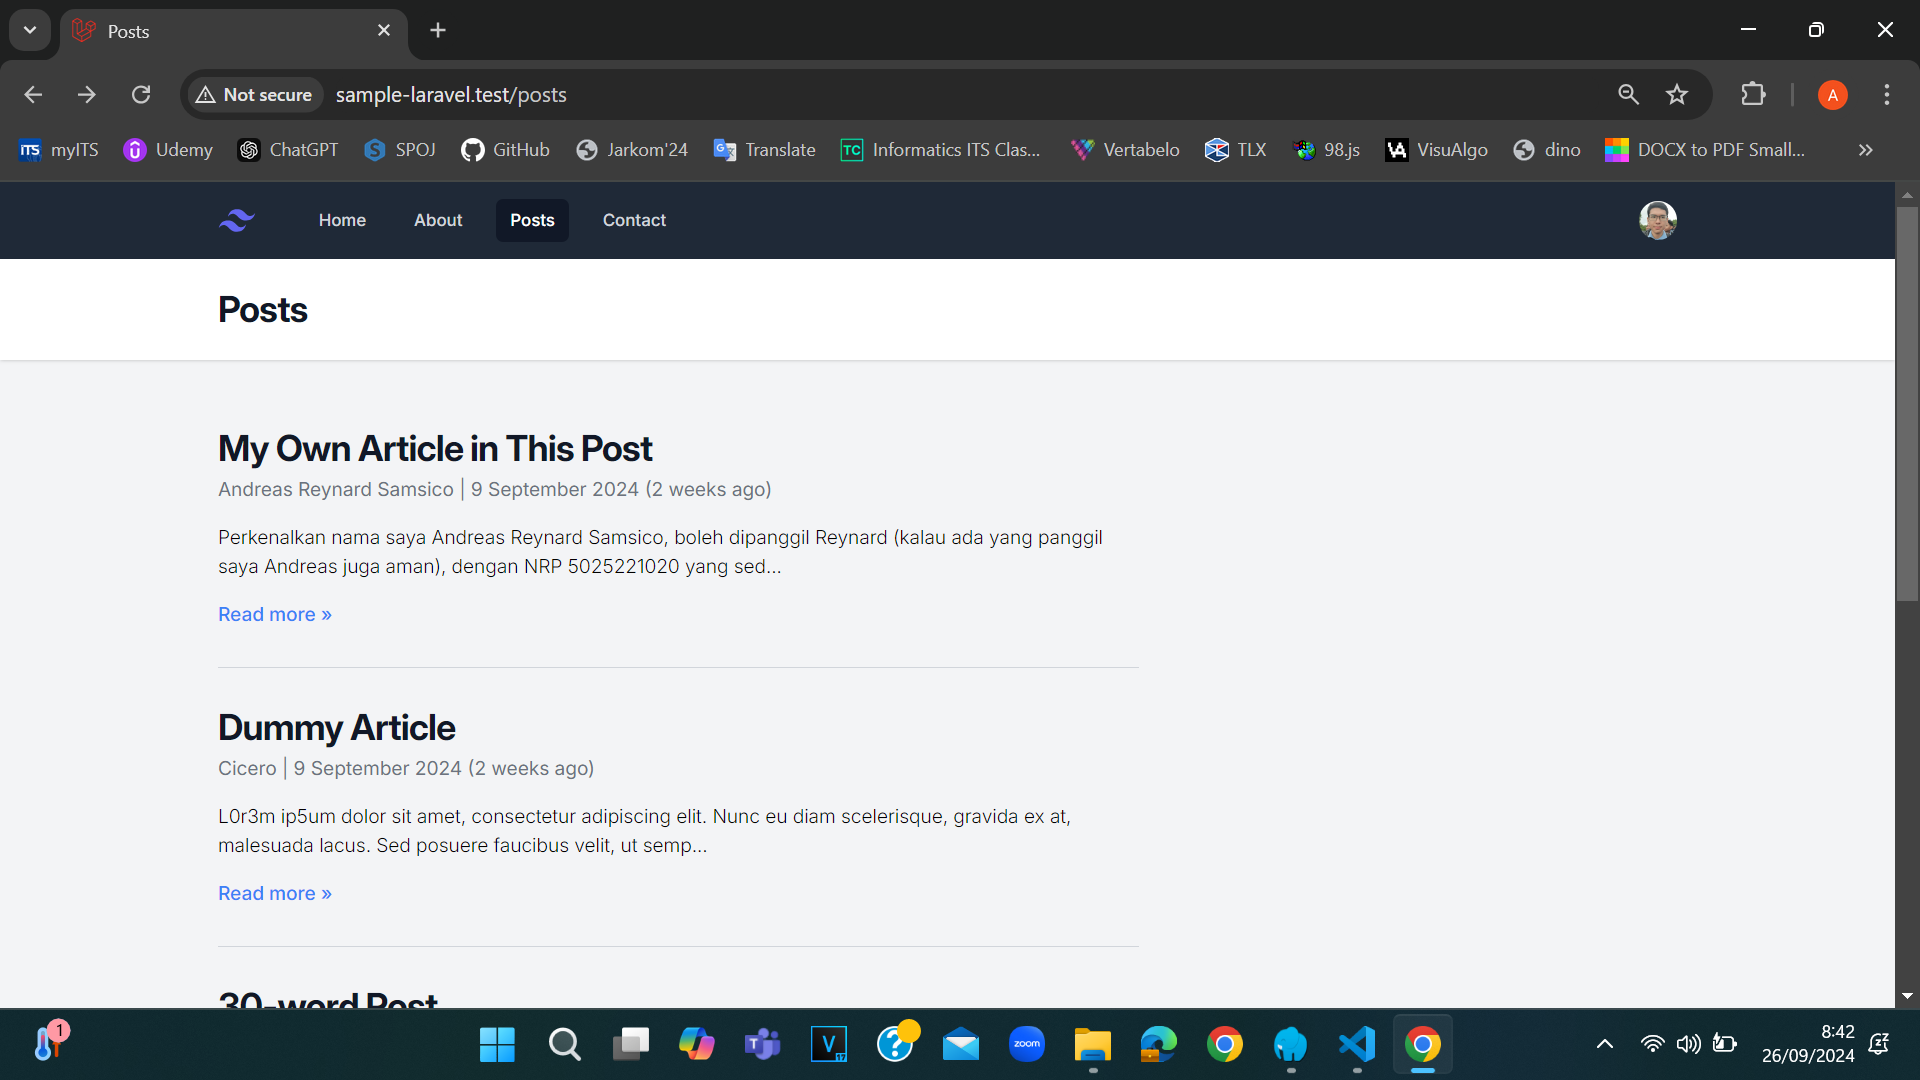 Posts
Not secure sample-laravel.test/posts
A
myITS Udemy ChatGPT SPOJ GitHub Jarkom'24 Translate Informatics ITS Clas... Vertabelo TLX 98.js VisuAlgo dino DOCX to PDF Small...
Home About Posts Contact
Posts
My Own Article in This Post
Andreas Reynard Samsico | 9 September 2024 (2 weeks ago)
Perkenalkan nama saya Andreas Reynard Samsico, boleh dipanggil Reynard (kalau ada yang panggil
saya Andreas juga aman), dengan NRP 5025221020 yang sed...
Read more »
Dummy Article
Cicero | 9 September 2024 (2 weeks ago)
L0r3m ip5um dolor sit amet, consectetur adipiscing elit. Nunc eu diam scelerisque, gravida ex at,
malesuada lacus. Sed posuere faucibus velit, ut semp...
Read more »
30-word Post
1
zoom
8:42
26/09/2024